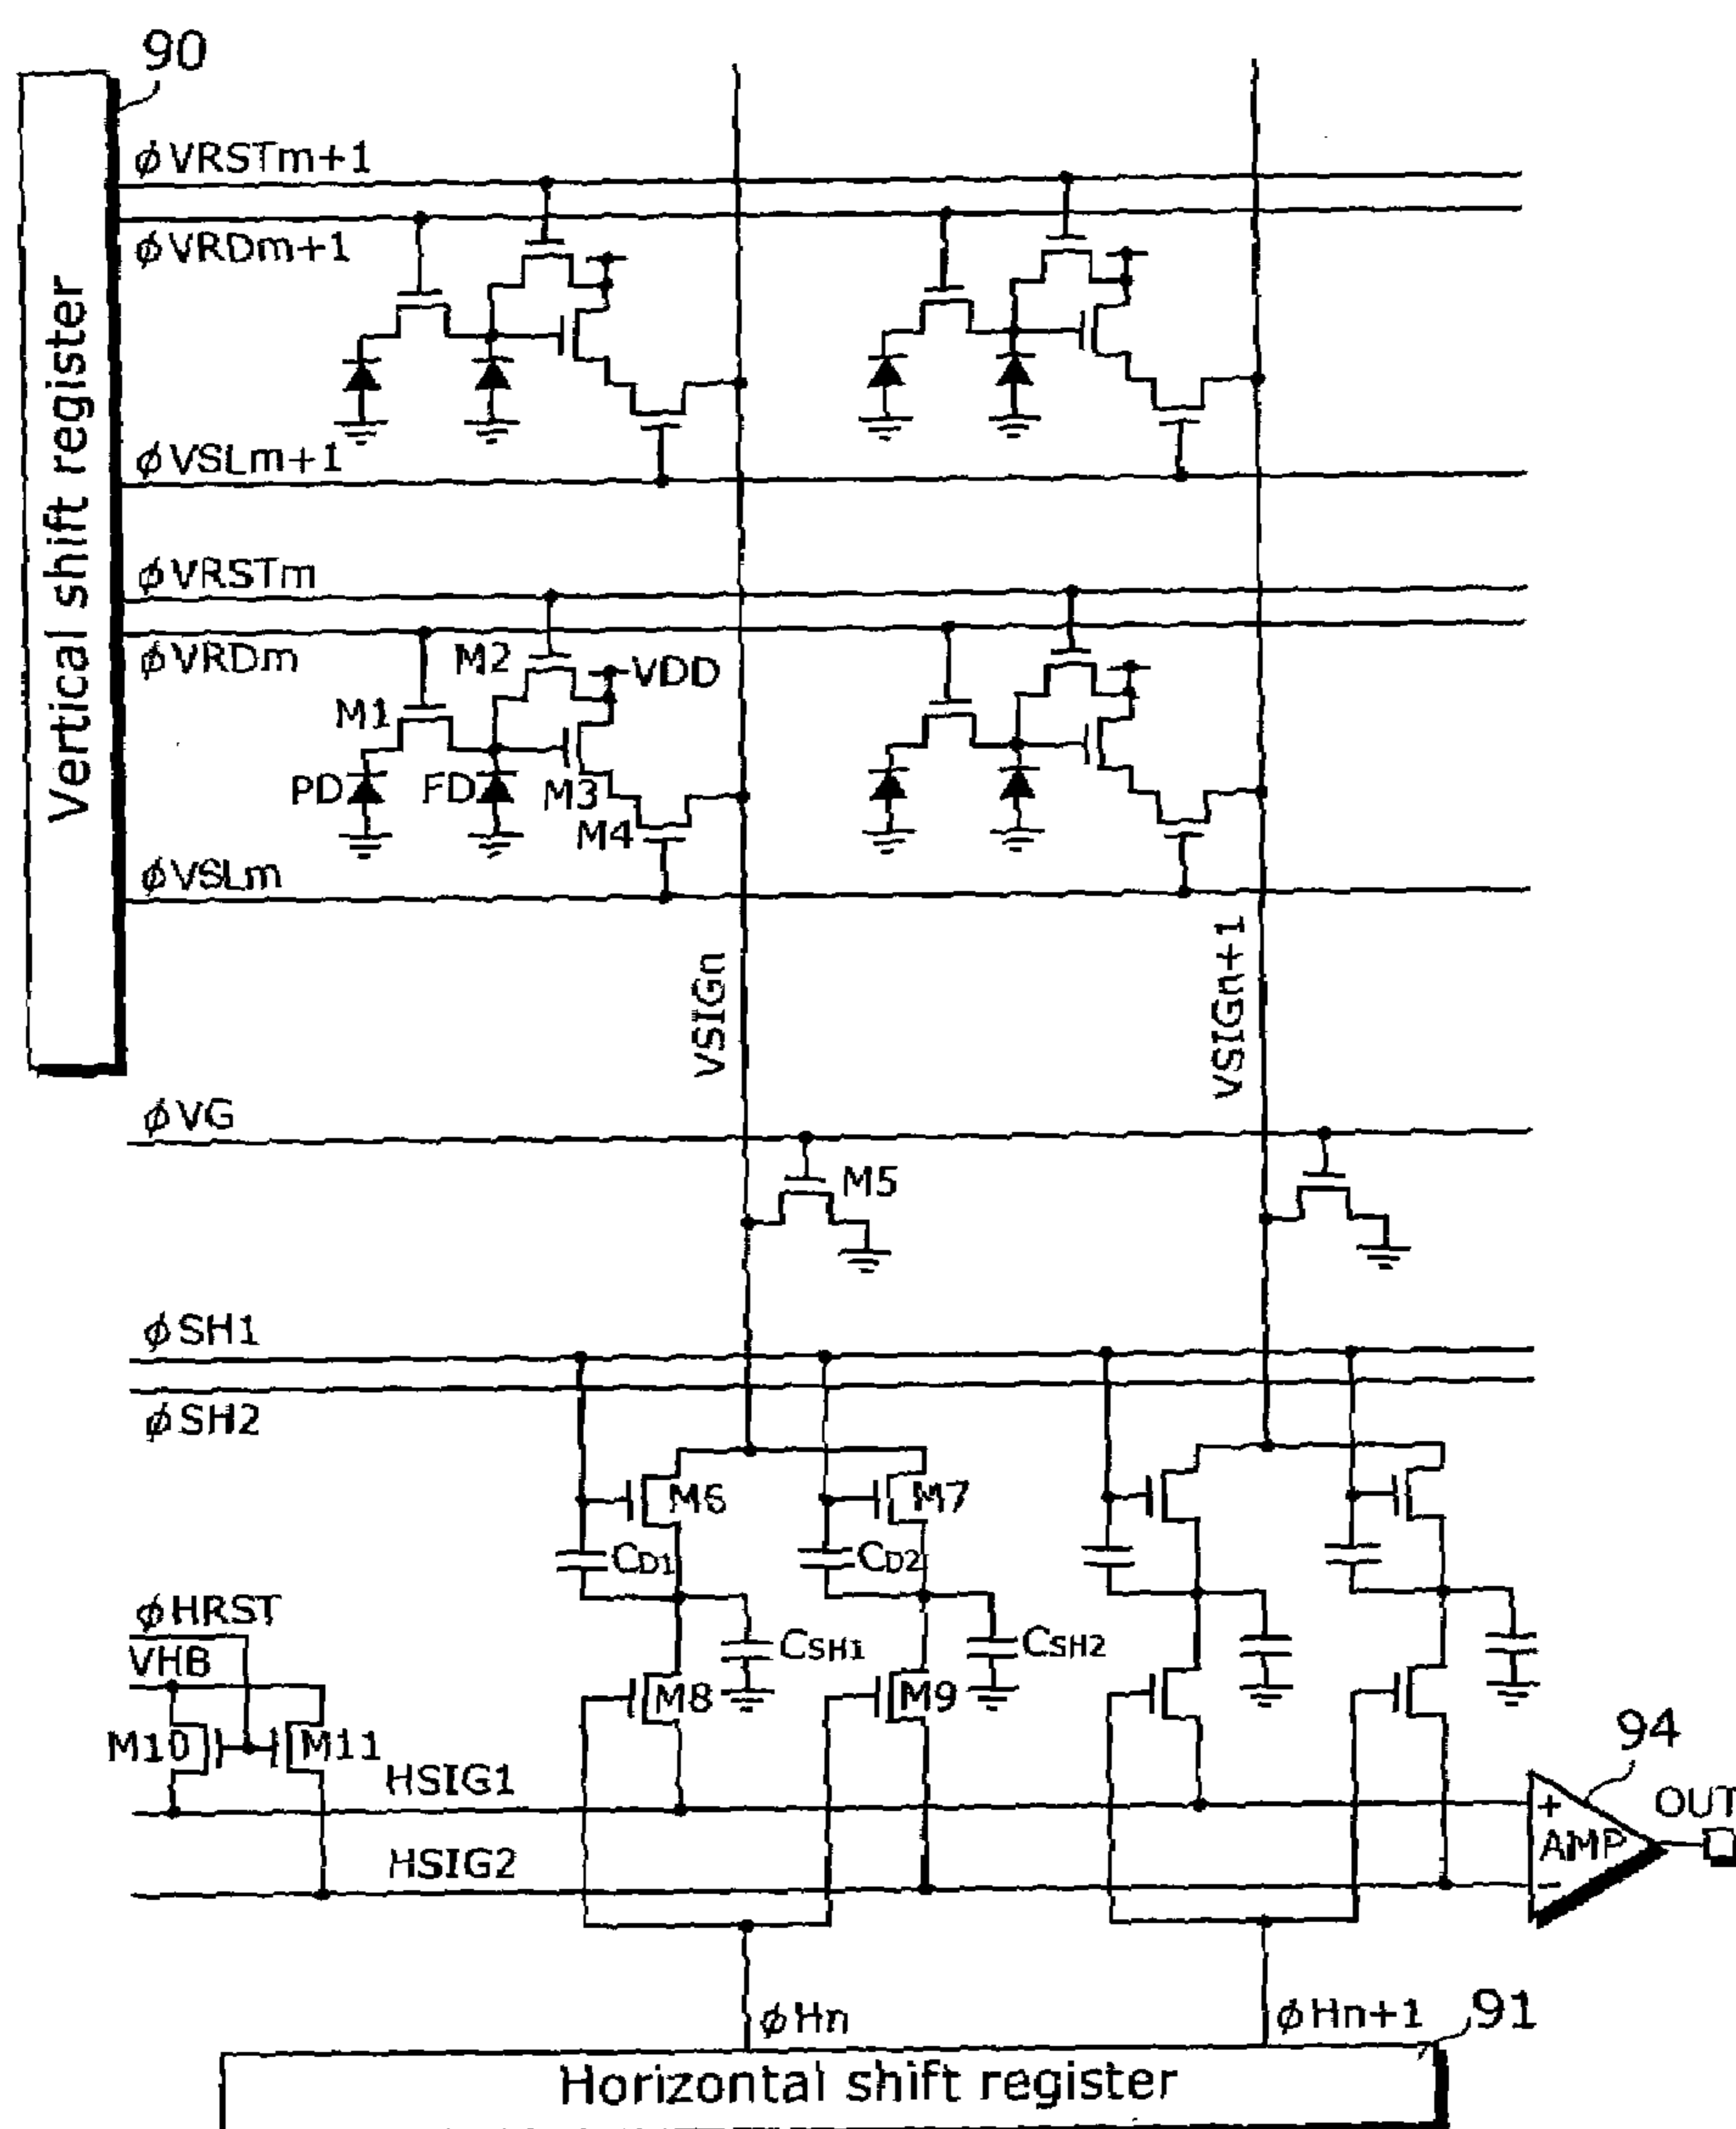 90
Vertical shift register
ϕVRSTm+1
ϕVRDm+1
ϕVSLm+1
ϕVRSTm
ϕVRDm
M2
VDD
M1
PD
FD
M3
M4
ϕVSLm
VSIGn
VSIGn+1
ϕVG
M5
ϕSH1
ϕSH2
M6
M7
CD1
CD2
ϕHRST
VHB
CSH1
CSH2
M8
M9
M10
M11
94
HSIG1
+
OUT
AMP
HSIG2
−
ϕHn
ϕHn+1
91
Horizontal shift register